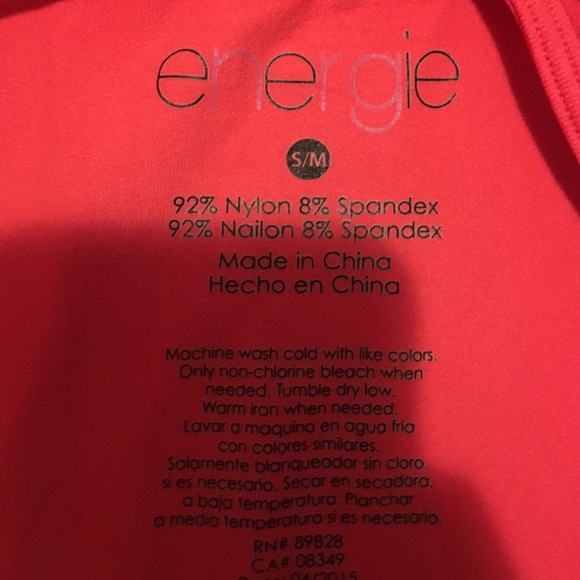 energie
S/M
92% Nylon 8% Spandex
92% Nailon 8% Spandex
Made in China
Hecho en China
Machine wash cold with like colors.
Only non-chlorine bleach when
needed. Tumble dry low.
Warm iron when needed.
Lavar a maquina en agua fria
con colores similares.
Solamente blanqueador sin cloro.
si es necesario. Secar en secadora.
a baja temperatura. Planchar
a media temperatura si es necesario.
RN# 89828
CA# 08349
04/2015